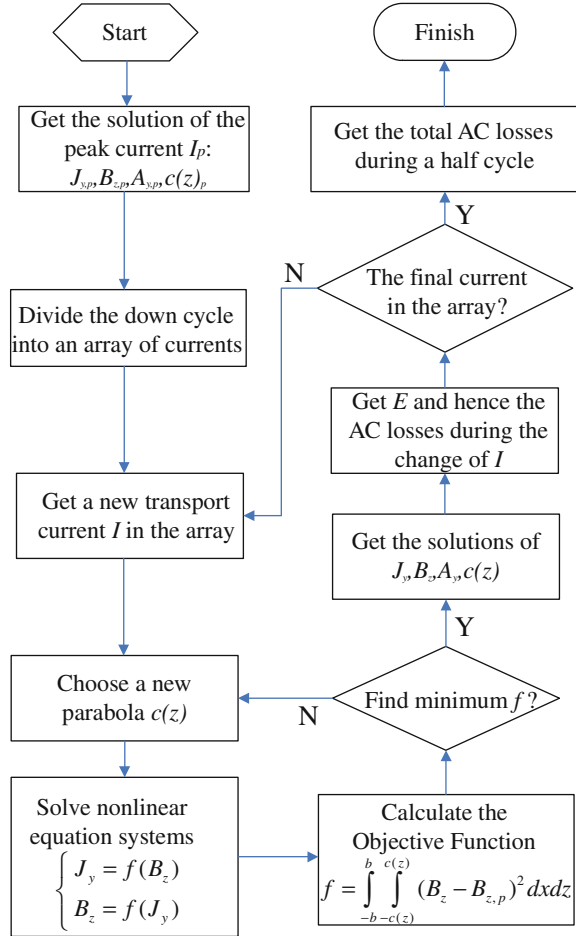 Start
Get the solution of the
peak current I_p:
J_{y,p},B_{z,p},A_{y,p},c(z)_p
Divide the down cycle
into an array of currents
Get a new transport
current I in the array
Choose a new
parabola c(z)
Solve nonlinear
equation systems
{ J_y = f(B_z)
B_z = f(J_y)
Calculate the
Objective Function
f = ∫_{-b}^{b} ∫_{-c(z)}^{c(z)} (B_z − B_{z,p})^2 dxdz
Find minimum f ?
N
Y
Get the solutions of
J_y,B_z,A_y,c(z)
Get E and hence the
AC losses during the
change of I
The final current
in the array?
N
Y
Get the total AC losses
during a half cycle
Finish